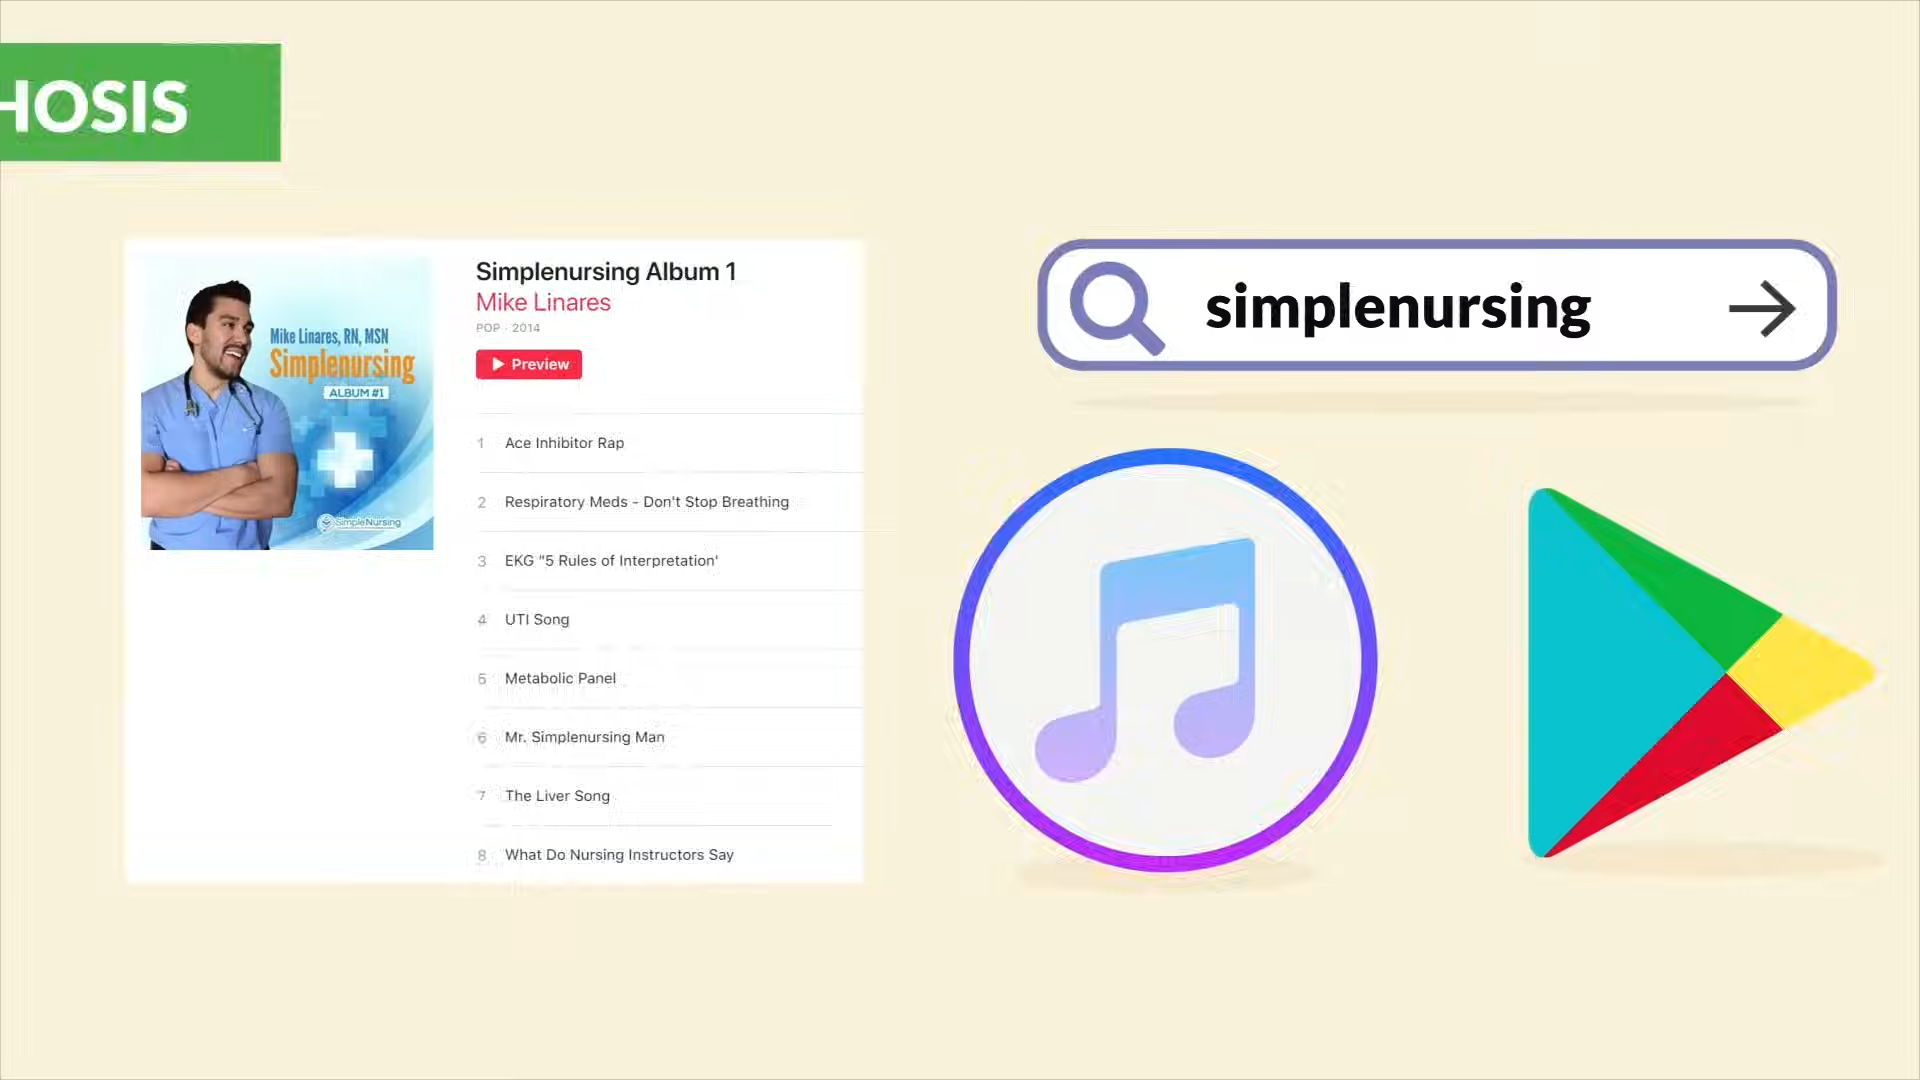 HOSIS
Simplenursing Album 1
Mike Linares
POP · 2014
Preview
Mike Linares, RN, MSN
Simplenursing
ALBUM #1
SimpleNursing
1 Ace Inhibitor Rap
2 Respiratory Meds - Don't Stop Breathing
3 EKG "5 Rules of Interpretation'
4 UTI Song
5 Metabolic Panel
6 Mr. Simplenursing Man
7 The Liver Song
8 What Do Nursing Instructors Say
simplenursing